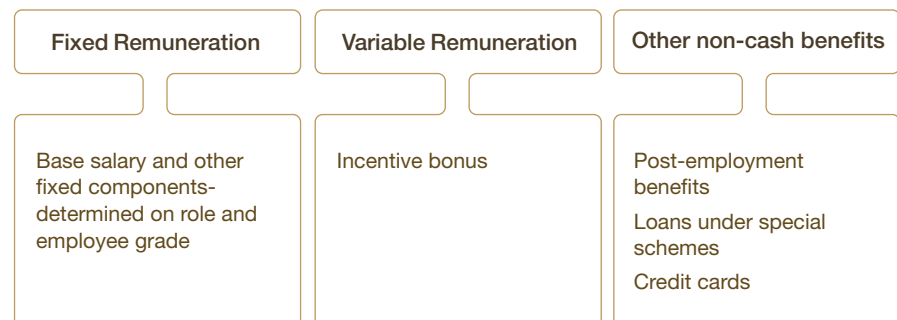 Fixed Remuneration
Base salary and other
fixed components-
determined on role and
employee grade
Variable Remuneration
Incentive bonus
Other non-cash benefits
Post-employment
benefits
Loans under special
schemes
Credit cards